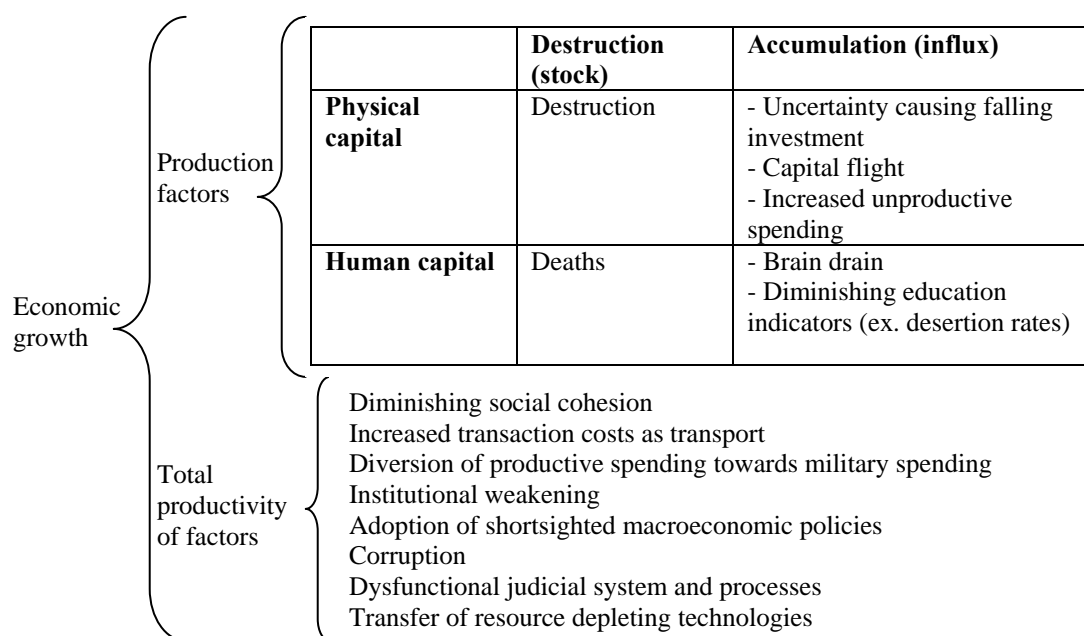 Economic
growth
Production
factors
Destruction
(stock)
Accumulation (influx)
Physical
capital
Destruction
- Uncertainty causing falling
investment
- Capital flight
- Increased unproductive
spending
Human capital
Deaths
- Brain drain
- Diminishing education
indicators (ex. desertion rates)
Total
productivity
of factors
Diminishing social cohesion
Increased transaction costs as transport
Diversion of productive spending towards military spending
Institutional weakening
Adoption of shortsighted macroeconomic policies
Corruption
Dysfunctional judicial system and processes
Transfer of resource depleting technologies